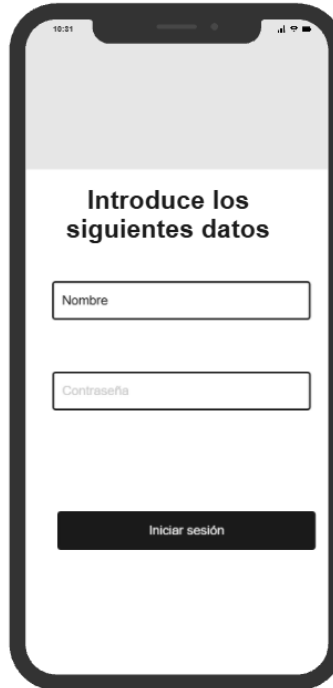 10:31
Introduce los
siguientes datos
Nombre
Contraseña
Iniciar sesión